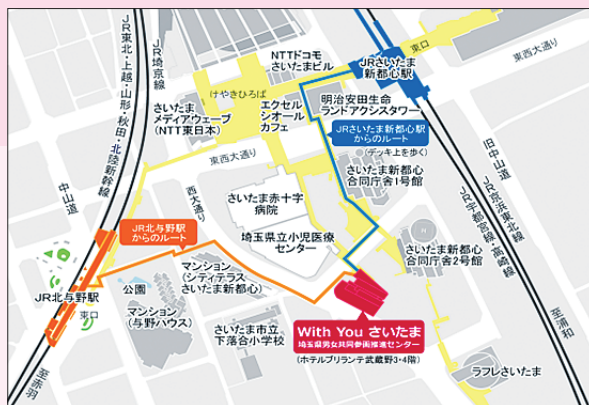 JR東北・上越・山形・秋田・北陸新幹線
JR埼京線
NTTドコモ
さいたまビル
JRさいたま
新都心駅
東口
東西大通り
けやきひろば
さいたま
メディアウェーブ
(NTT東日本)
エクセル
シオール
カフェ
明治安田生命
ランドアクシスタワー
JRさいたま新都心駅
からのルート
(デッキ上を歩く)
東西大通り
中山道
西大通り
さいたま新都心
合同庁舎1号館
旧中山道
JR京浜東北線
JR宇都宮線・高崎線
さいたま赤十字
病院
JR北与野駅
からのルート
埼玉県立小児医療
センター
さいたま新都心
合同庁舎2号館
JR北与野駅
東口
公園
マンション
(シティテラス
さいたま新都心)
マンション
(与野ハウス)
さいたま市立
下落合小学校
With You さいたま
埼玉県男女共同参画推進センター
(ホテルブリランテ武蔵野3・4階)
至浦和
至赤羽
ラフレさいたま